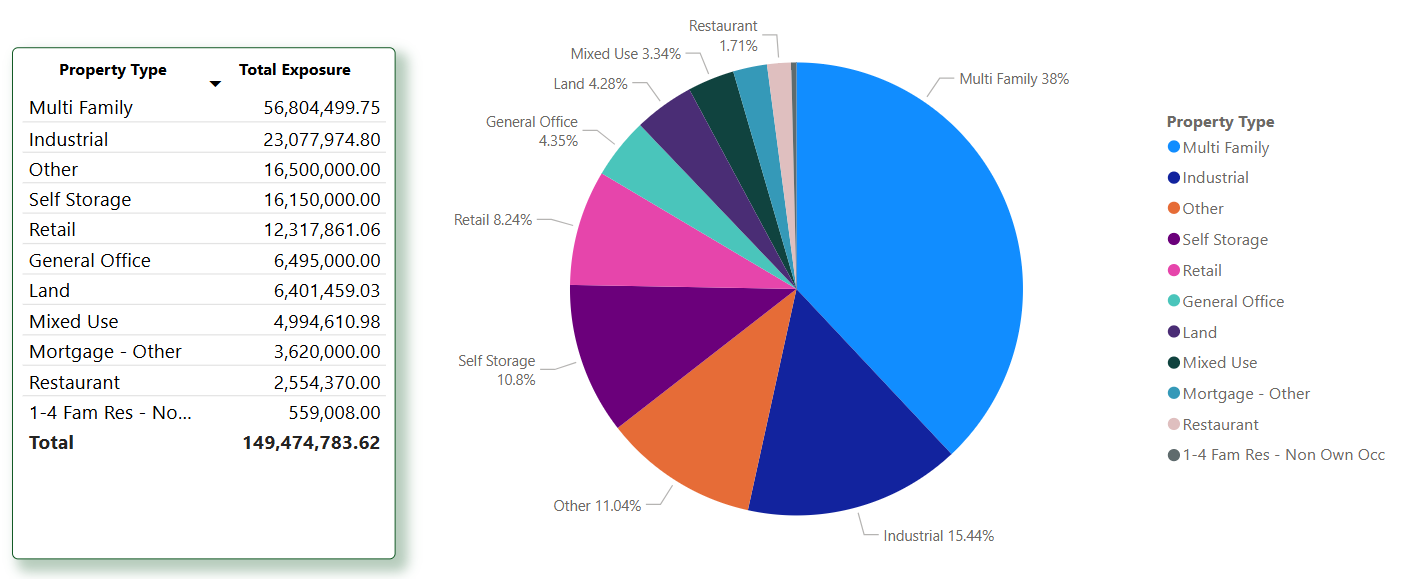 Property Type Total Exposure
Multi Family 56,804,499.75
Industrial 23,077,974.80
Other 16,500,000.00
Self Storage 16,150,000.00
Retail 12,317,861.06
General Office 6,495,000.00
Land 6,401,459.03
Mixed Use 4,994,610.98
Mortgage - Other 3,620,000.00
Restaurant 2,554,370.00
1-4 Fam Res - No... 559,008.00
Total 149,474,783.62
Restaurant
1.71%
Mixed Use 3.34%
Land 4.28%
General Office
4.35%
Retail 8.24%
Self Storage
10.8%
Other 11.04%
Industrial 15.44%
Multi Family 38%
Property Type
Multi Family
Industrial
Other
Self Storage
Retail
General Office
Land
Mixed Use
Mortgage - Other
Restaurant
1-4 Fam Res - Non Own Occ